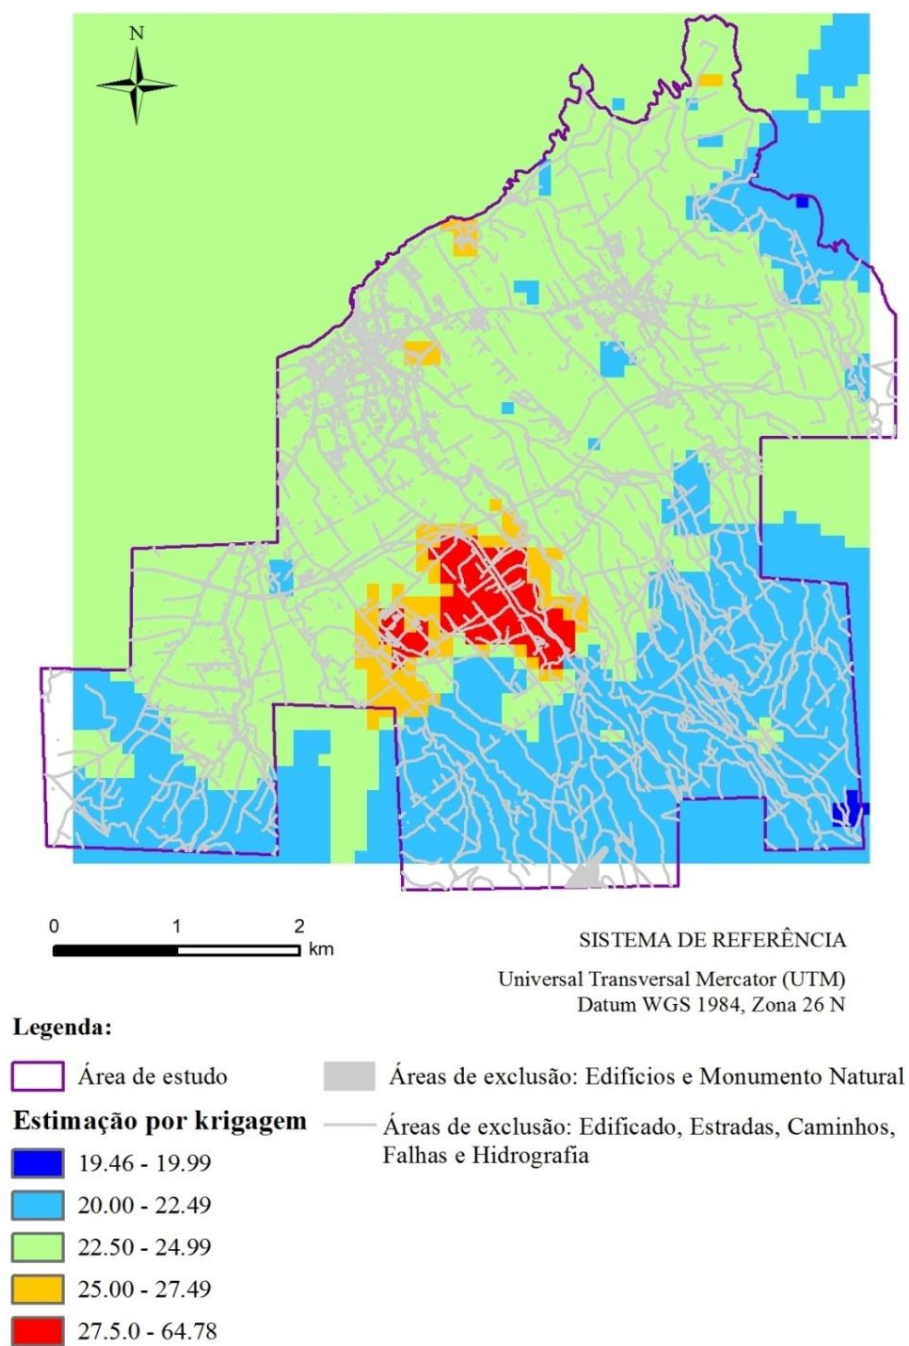 N
0 1 2
km
SISTEMA DE REFERÊNCIA
Universal Transversal Mercator (UTM)
Datum WGS 1984, Zona 26 N
Legenda:
Área de estudo
Áreas de exclusão: Edifícios e Monumento Natural
Estimação por krigagem
Áreas de exclusão: Edificado, Estradas, Caminhos,
Falhas e Hidrografia
19.46 - 19.99
20.00 - 22.49
22.50 - 24.99
25.00 - 27.49
27.5.0 - 64.78